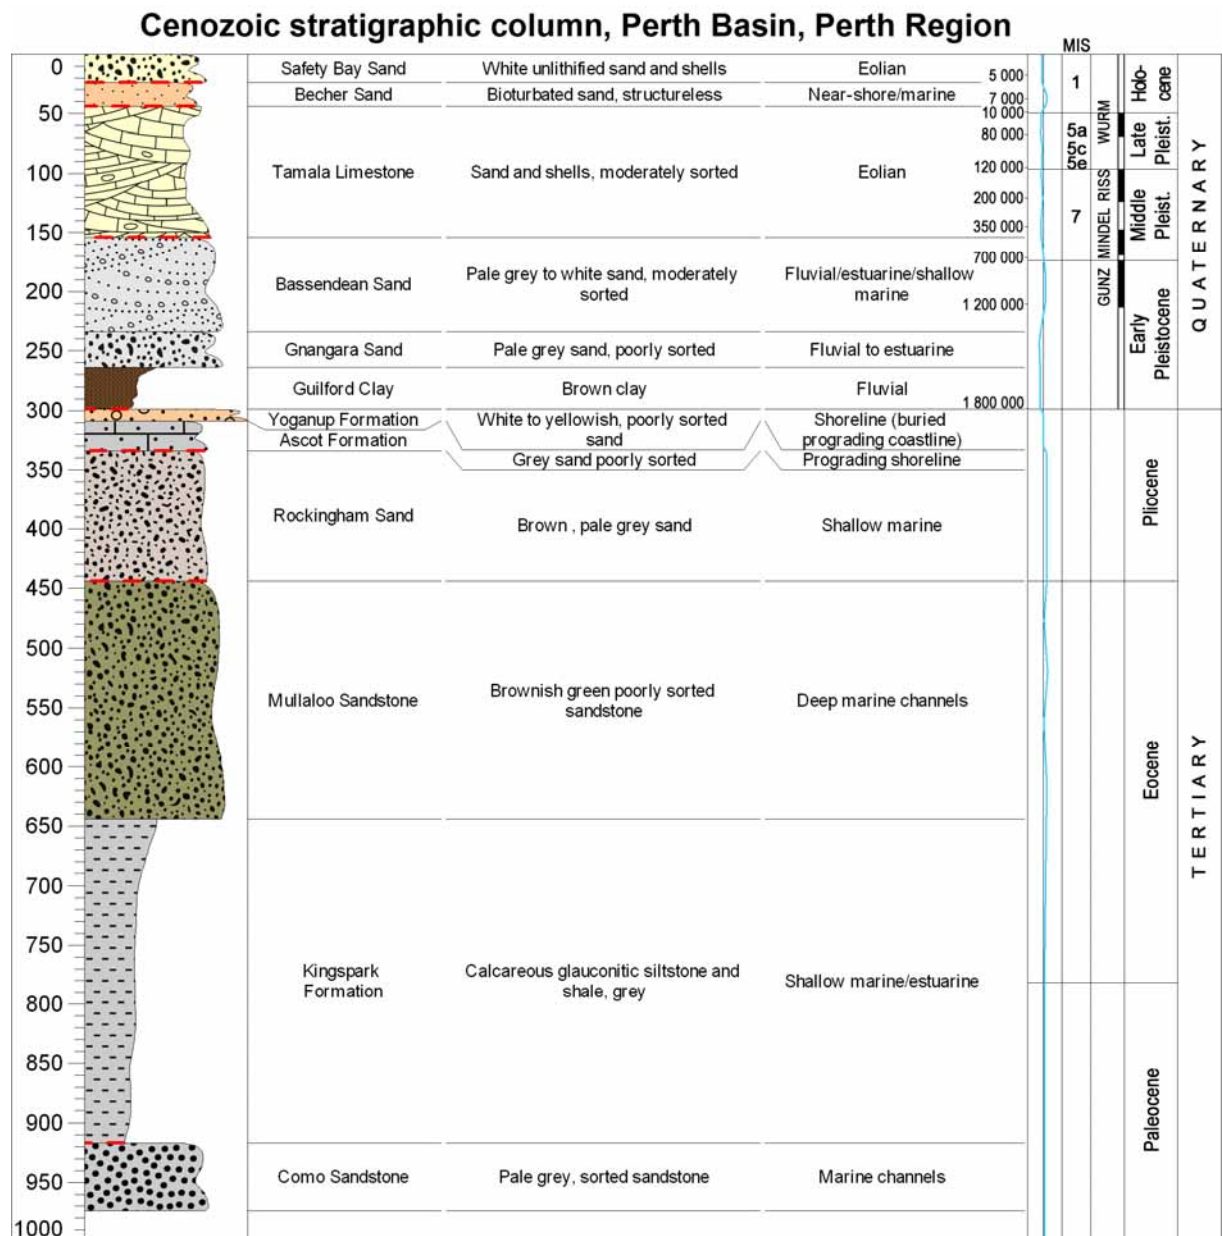 Cenozoic stratigraphic column, Perth Basin, Perth Region
MIS
0
50
100
150
200
250
300
350
400
450
500
550
600
650
700
750
800
850
900
950
1000
Safety Bay Sand
White unlithified sand and shells
Eolian
Becher Sand
Bioturbated sand, structureless
Near-shore/marine
Tamala Limestone
Sand and shells, moderately sorted
Eolian
Bassendean Sand
Pale grey to white sand, moderately
sorted
Fluvial/estuarine/shallow
marine
Gnangara Sand
Pale grey sand, poorly sorted
Fluvial to estuarine
Guilford Clay
Brown clay
Fluvial
Yoganup Formation
White to yellowish, poorly sorted
sand
Shoreline (buried
prograding coastline)
Ascot Formation
Grey sand poorly sorted
Prograding shoreline
Rockingham Sand
Brown , pale grey sand
Shallow marine
Mullaloo Sandstone
Brownish green poorly sorted
sandstone
Deep marine channels
Kingspark
Formation
Calcareous glauconitic siltstone and
shale, grey
Shallow marine/estuarine
Como Sandstone
Pale grey, sorted sandstone
Marine channels
5 000
7 000
10 000
80 000
120 000
200 000
350 000
700 000
1 200 000
1 800 000
1
5a
5c
5e
7
WURM
RISS
MINDEL
GUNZ
Holo-
cene
Late
Pleist.
Middle
Pleist.
Early
Pleistocene
Pliocene
Eocene
Paleocene
QUATERNARY
TERTIARY